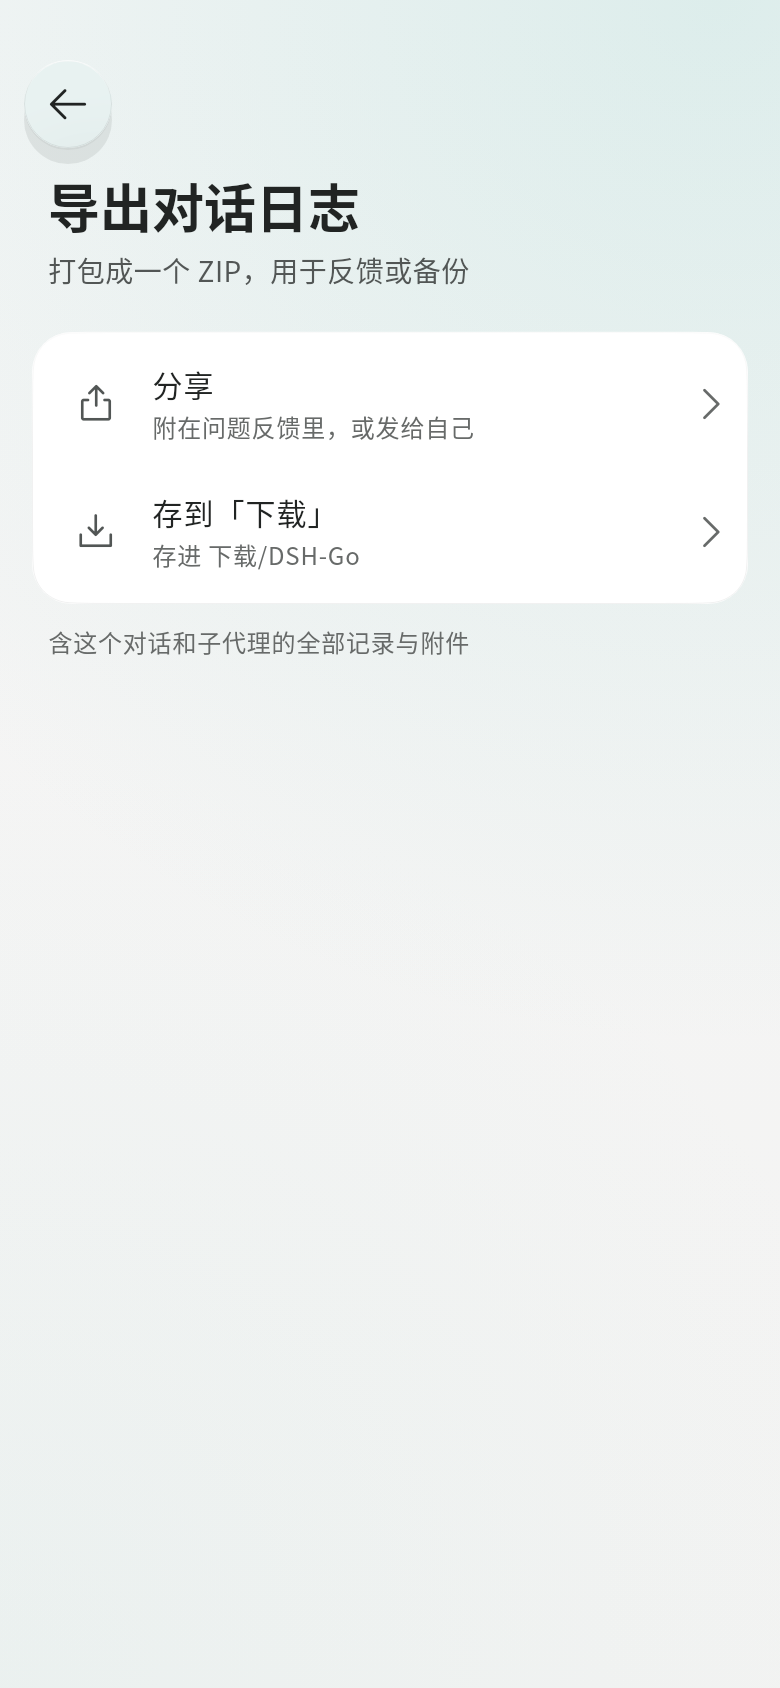 导出对话日志
打包成一个 ZIP，用于反馈或备份
分享
附在问题反馈里，或发给自己
存到「下载」
存进 下载/DSH-Go
含这个对话和子代理的全部记录与附件